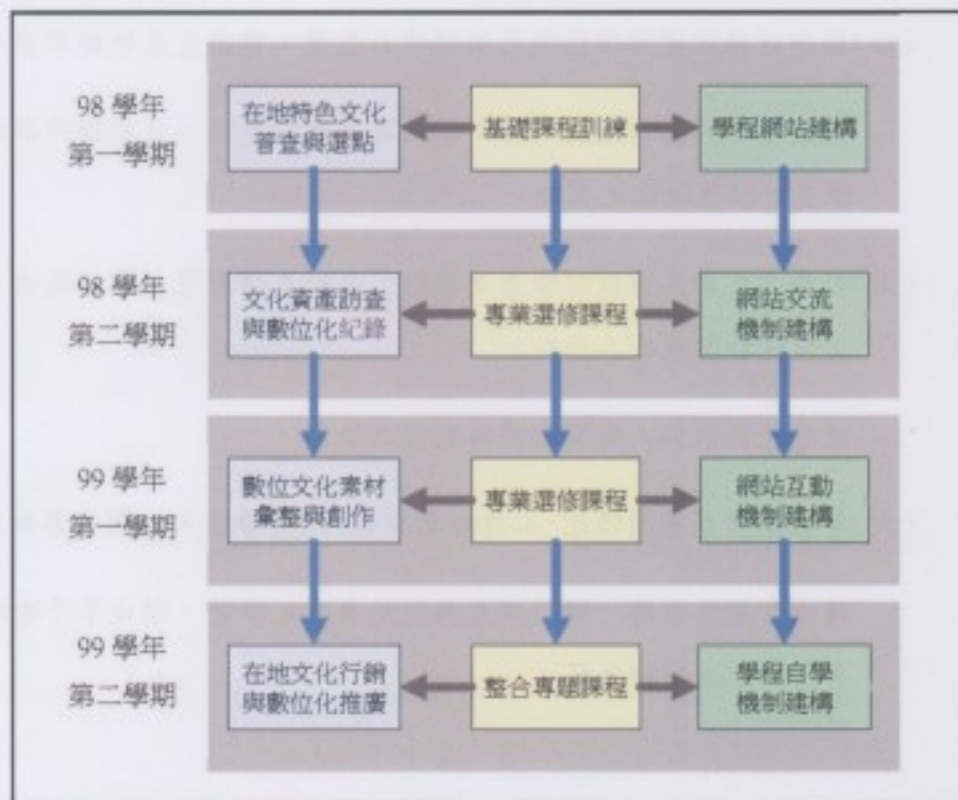 98 學年
第一學期
在地特色文化
普查與選點
基礎課程訓練
學程網站建構
98 學年
第二學期
文化資產訪查
與數位化紀錄
專業選修課程
網站交流
機制建構
99 學年
第一學期
數位文化素材
彙整與創作
專業選修課程
網站互動
機制建構
99 學年
第二學期
在地文化行銷
與數位化推廣
整合專題課程
學程自學
機制建構